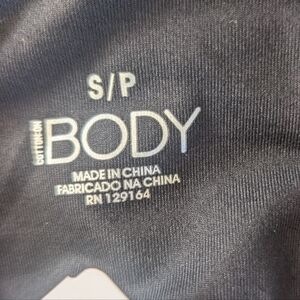 S/P
COTTON:ON
BODY
MADE IN CHINA
FABRICADO NA CHINA
RN 129164